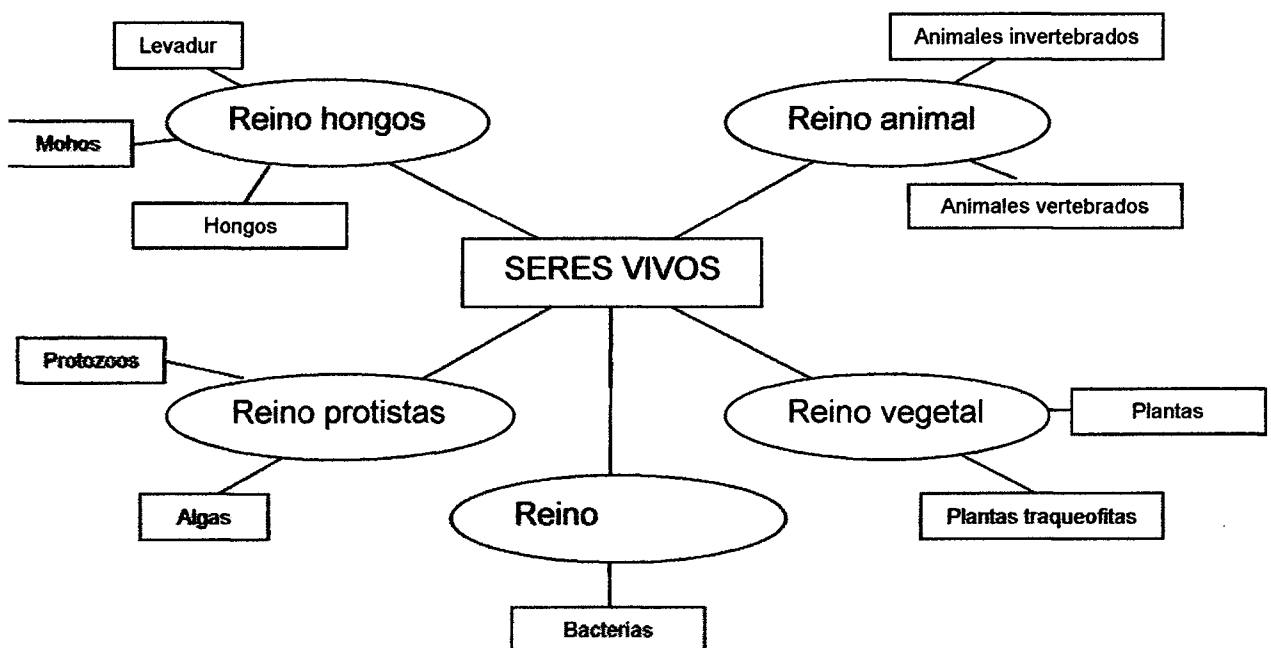 Levadur
Animales invertebrados
Reino hongos
Reino animal
Mohos
Hongos
Animales vertebrados
SERES VIVOS
Protozoos
Reino protistas
Reino vegetal
Plantas
Algas
Reino
Plantas traqueofitas
Bacterias